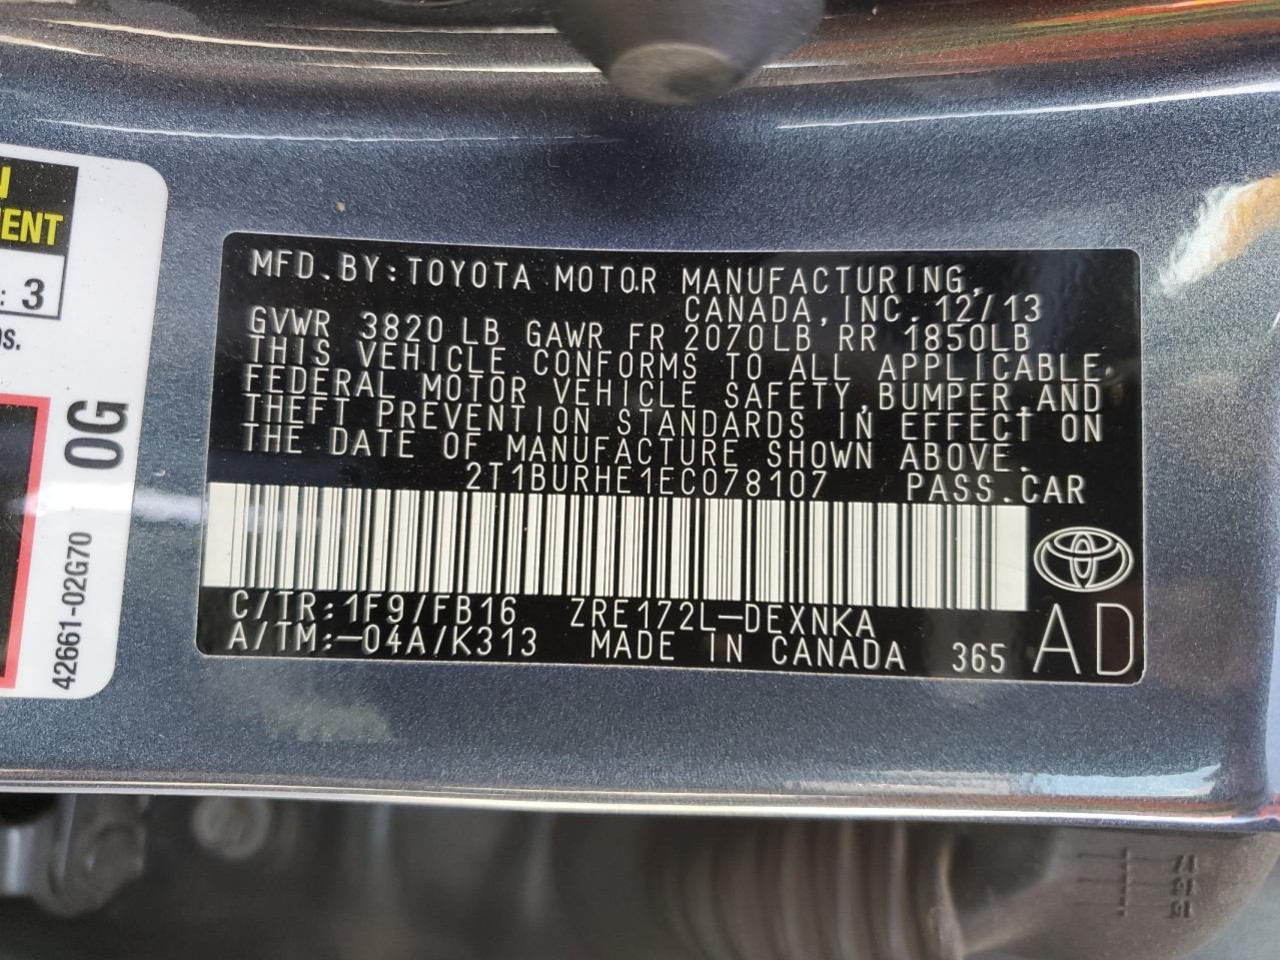 N
ENT
: 3
os.
0G
42661-02G70
MFD.BY:TOYOTA MOTOR MANUFACTURING,
CANADA,INC. 12/13
GVWR 3820LB GAWR FR 2070LB RR 1850LB
THIS VEHICLE CONFORMS TO ALL APPLICABLE
FEDERAL MOTOR VEHICLE SAFETY,BUMPER,AND
THEFT PREVENTION STANDARDS IN EFFECT ON
THE DATE OF MANUFACTURE SHOWN ABOVE.
2T1BURHE1EC078107 PASS.CAR
C/TR:1F9/FB16 ZRE172L-DEXNKA
A/TM:-04A/K313 MADE IN CANADA 365 AD